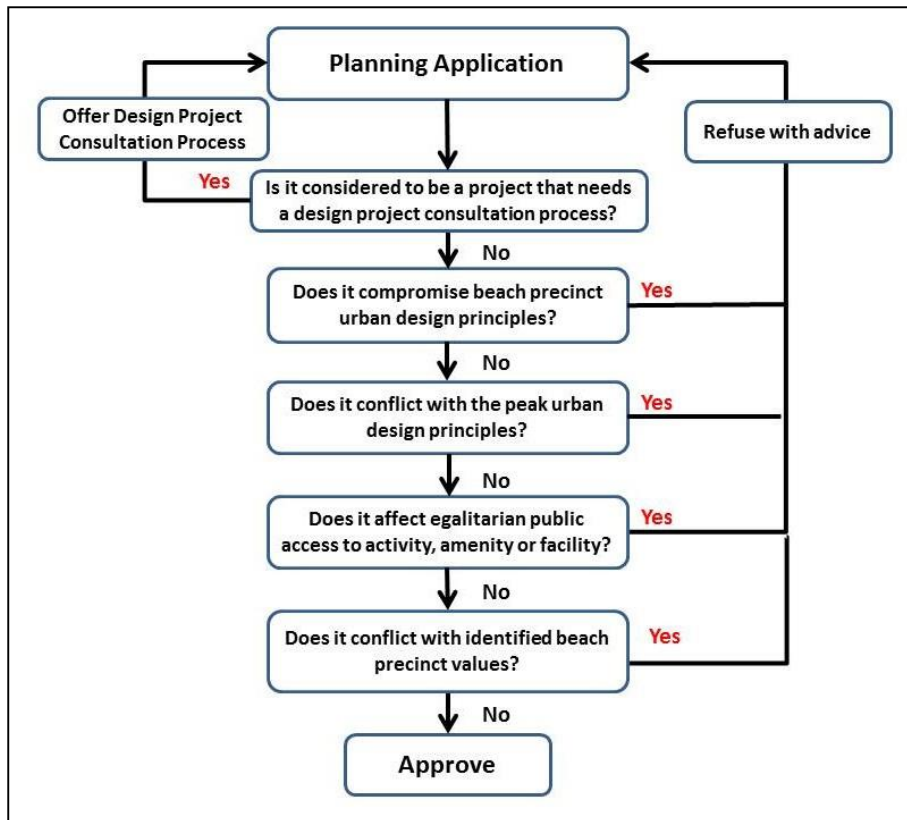 Planning Application
Offer Design Project
Consultation Process
Refuse with advice
Yes
Is it considered to be a project that needs
a design project consultation process?
No
Does it compromise beach precinct
urban design principles?
Yes
No
Does it conflict with the peak urban
design principles?
Yes
No
Does it affect egalitarian public
access to activity, amenity or facility?
Yes
No
Does it conflict with identified beach
precinct values?
Yes
No
Approve